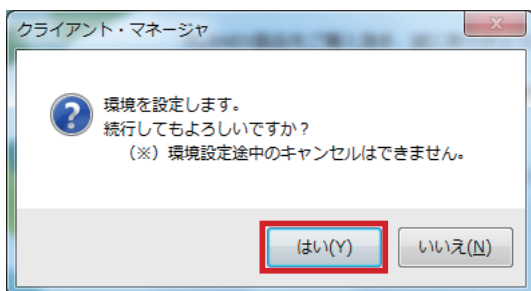 クライアント・マネージャ
環境を設定します。
続行してもよろしいですか？
（※）環境設定途中のキャンセルはできません。
はい(Y)
いいえ(N)